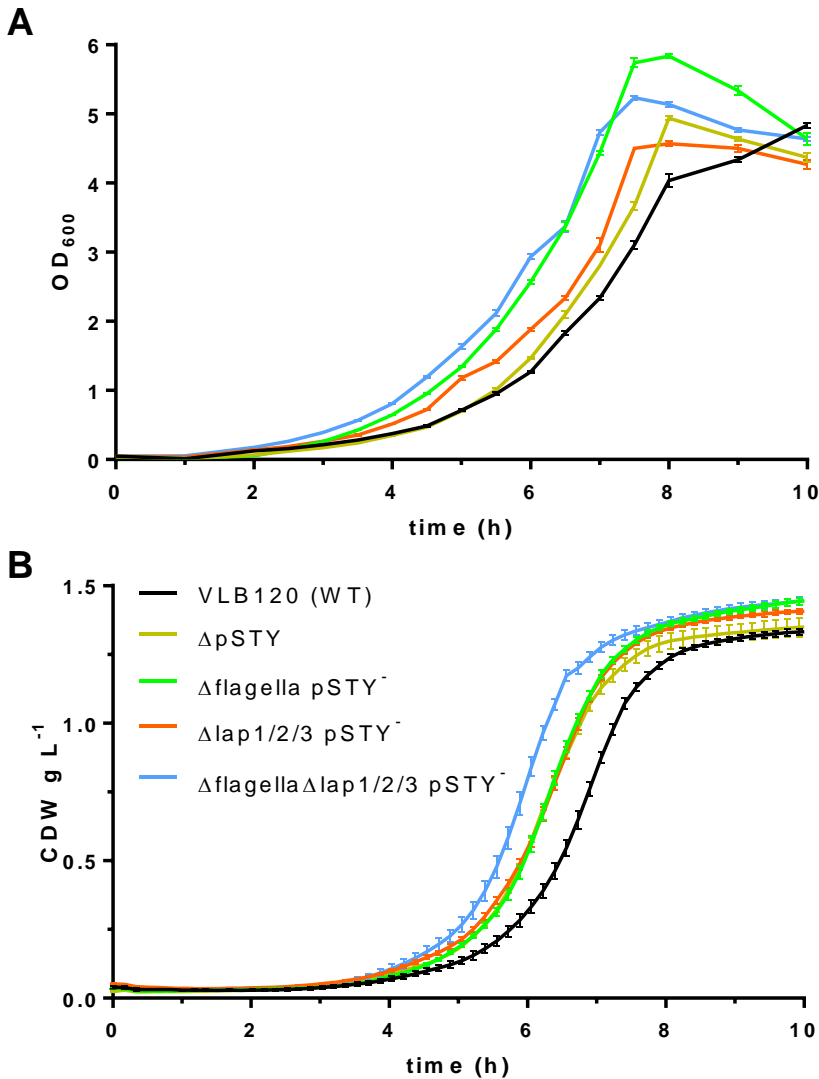 A
6
5
4
3
2
1
0
OD600
0 2 4 6 8 10
time (h)
B
1.5
1.0
0.5
0.0
CDW g L-1
VLB120 (WT)
ΔpSTY
Δflagella pSTY-
Δlap1/2/3 pSTY-
ΔflagellaΔlap1/2/3 pSTY-
0 2 4 6 8 10
time (h)